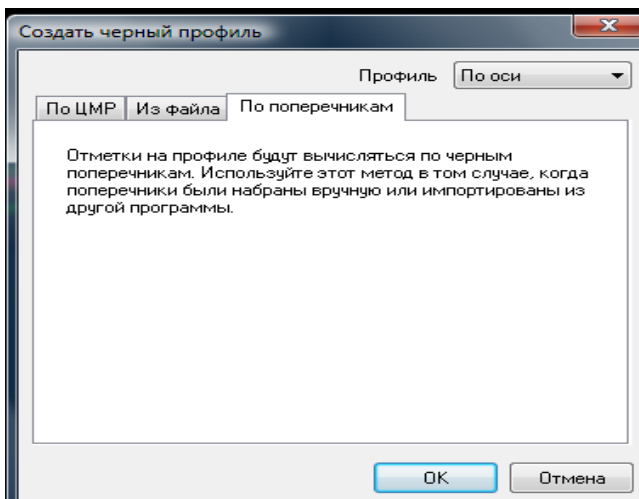 Создать черный профиль
Профиль По оси
По ЦМР Из файла По поперечникам
Отметки на профиле будут вычисляться по черным
поперечникам. Используйте этот метод в том случае, когда
поперечники были набраны вручную или импортированы из
другой программы.
OK Отмена